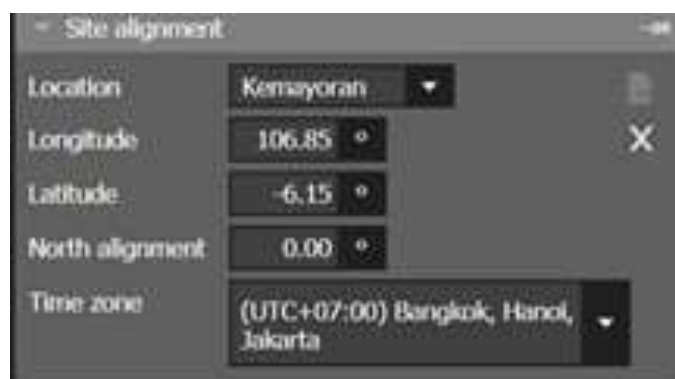 Site alignment
Location Kemayoran
Longitude 106.85 °
Latitude -6.15 °
North alignment 0.00 °
Time zone (UTC+07:00) Bangkok, Hanoi,
Jakarta